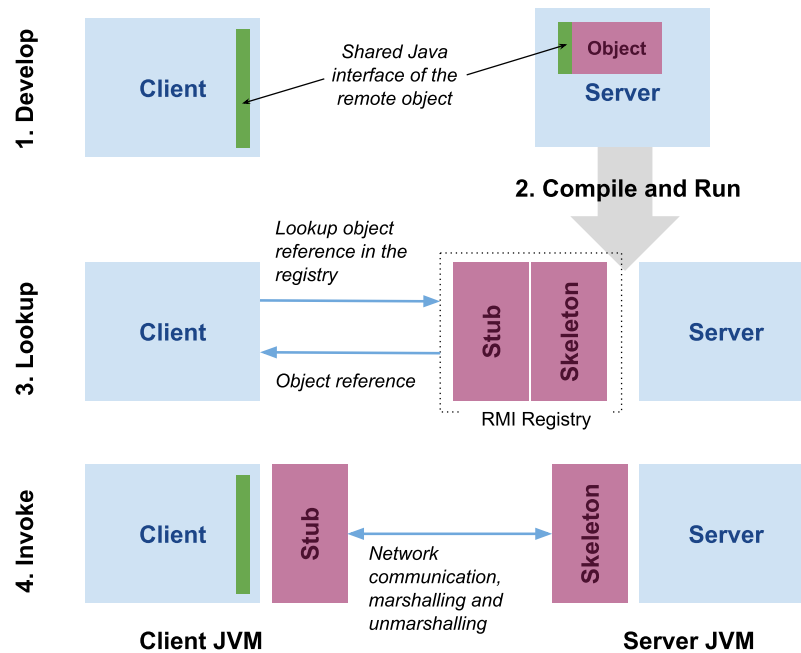 1. Develop
Client
Shared Java
interface of the
remote object
Object
Server
2. Compile and Run
3. Lookup
Client
Lookup object
reference in the
registry
Object reference
Stub
Skeleton
RMI Registry
Server
4. Invoke
Client
Stub
Network
communication,
marshalling and
unmarshalling
Skeleton
Server
Client JVM
Server JVM